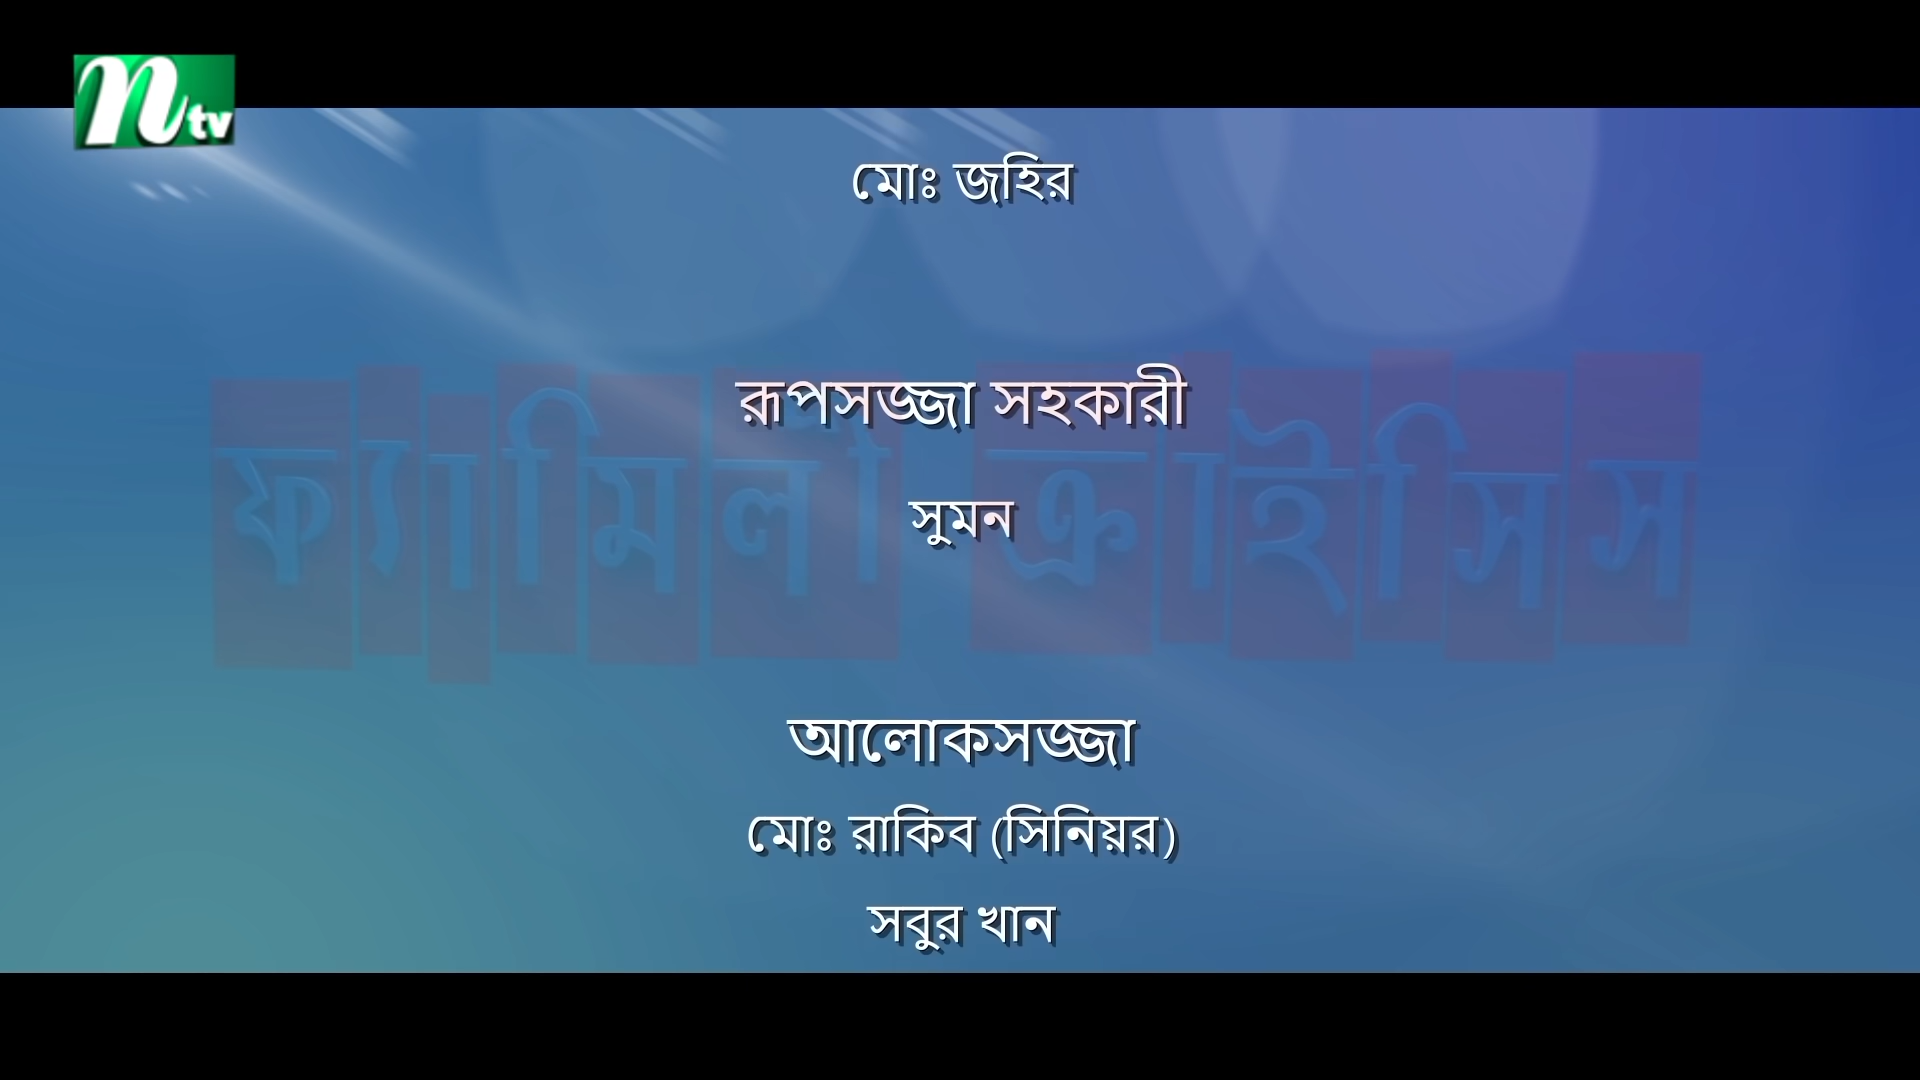 ntv
মোঃ জহির
রূপসজ্জা সহকারী
ফ্যামিলী ক্রাইসিস
সুমন
আলোকসজ্জা
মোঃ রাকিব (সিনিয়র)
সবুর খান